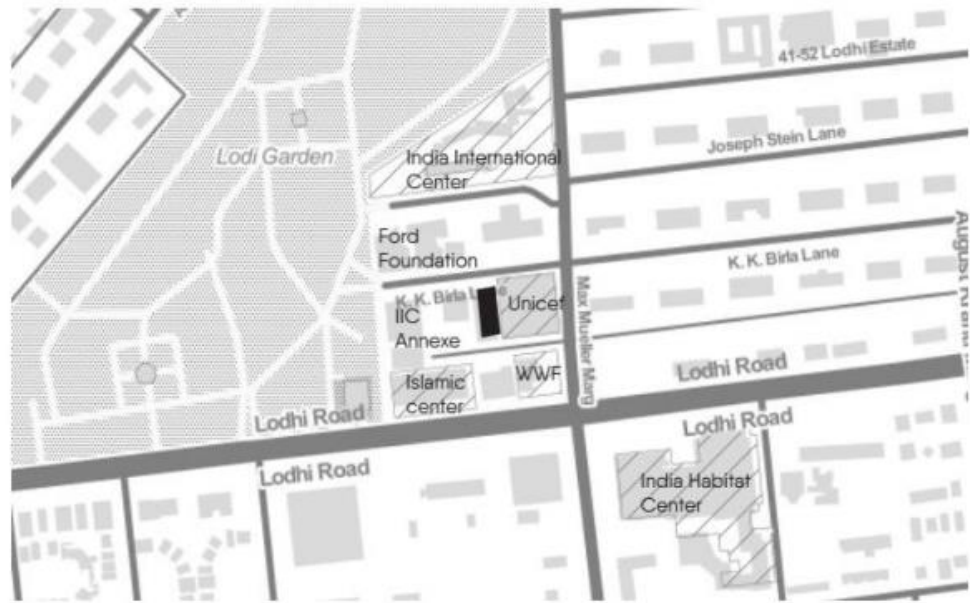 41-52 Lodhi Estate
Joseph Stein Lane
Lodi Garden
India International
Center
Ford
Foundation
K. K. Birla Lane
K. K. Birla Lane
Unicef
IIC
Annexe
Max Mueller Marg
WWF
Islamic
center
Lodhi Road
Lodhi Road
Lodhi Road
Lodhi Road
India Habitat
Center